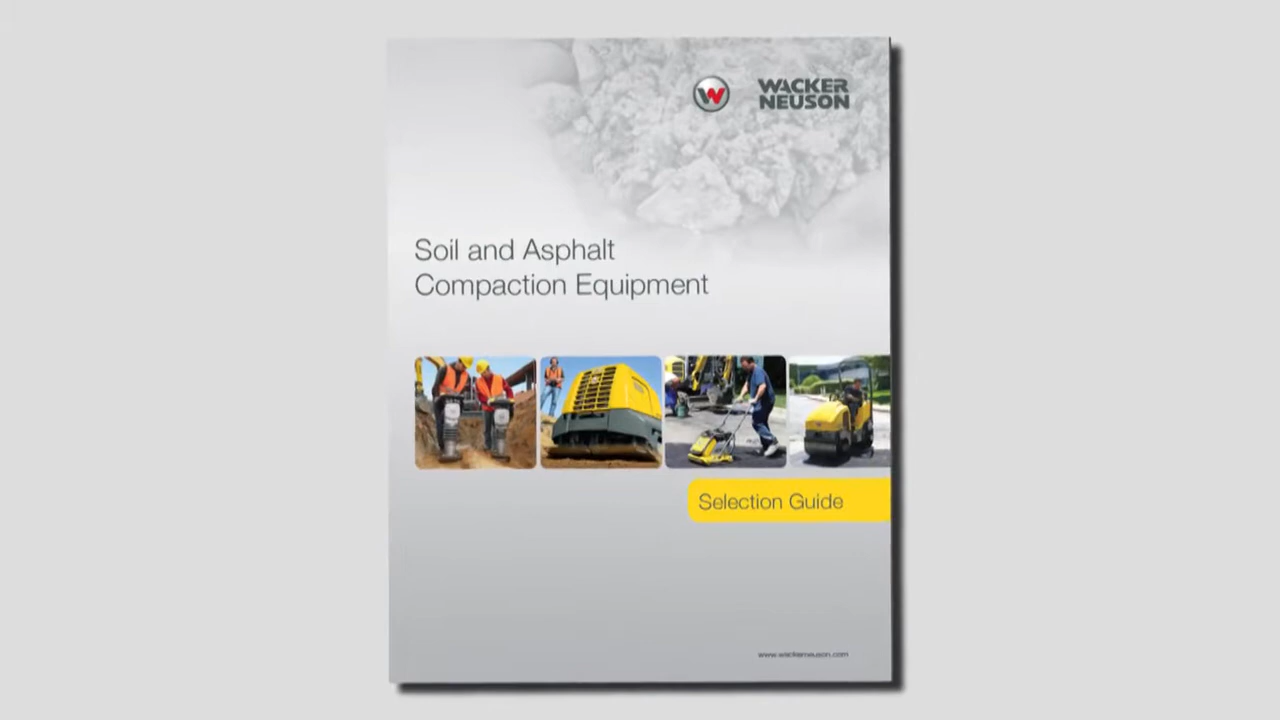 W
WACKER
NEUSON
Soil and Asphalt
Compaction Equipment
Selection Guide
www.wackerneuson.com